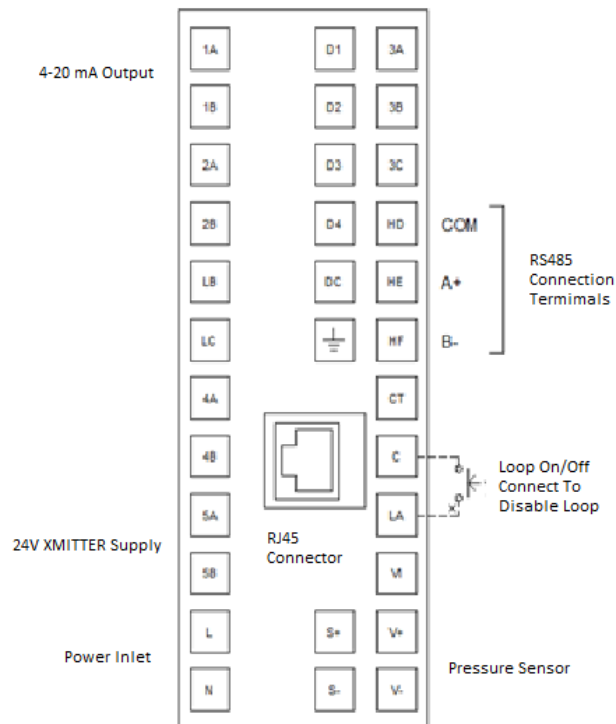 1A D1 3A
4-20 mA Output
1B D2 3B
2A D3 3C
2B D4 HD COM
RS485
Connection
Termimals
LB DC HE A+
LC HF B-
4A CT
4B C
Loop On/Off
Connect To
Disable Loop
5A LA
RJ45
Connector
24V XMITTER Supply
5B VI
L S+ V+
Power Inlet
Pressure Sensor
N S- V-